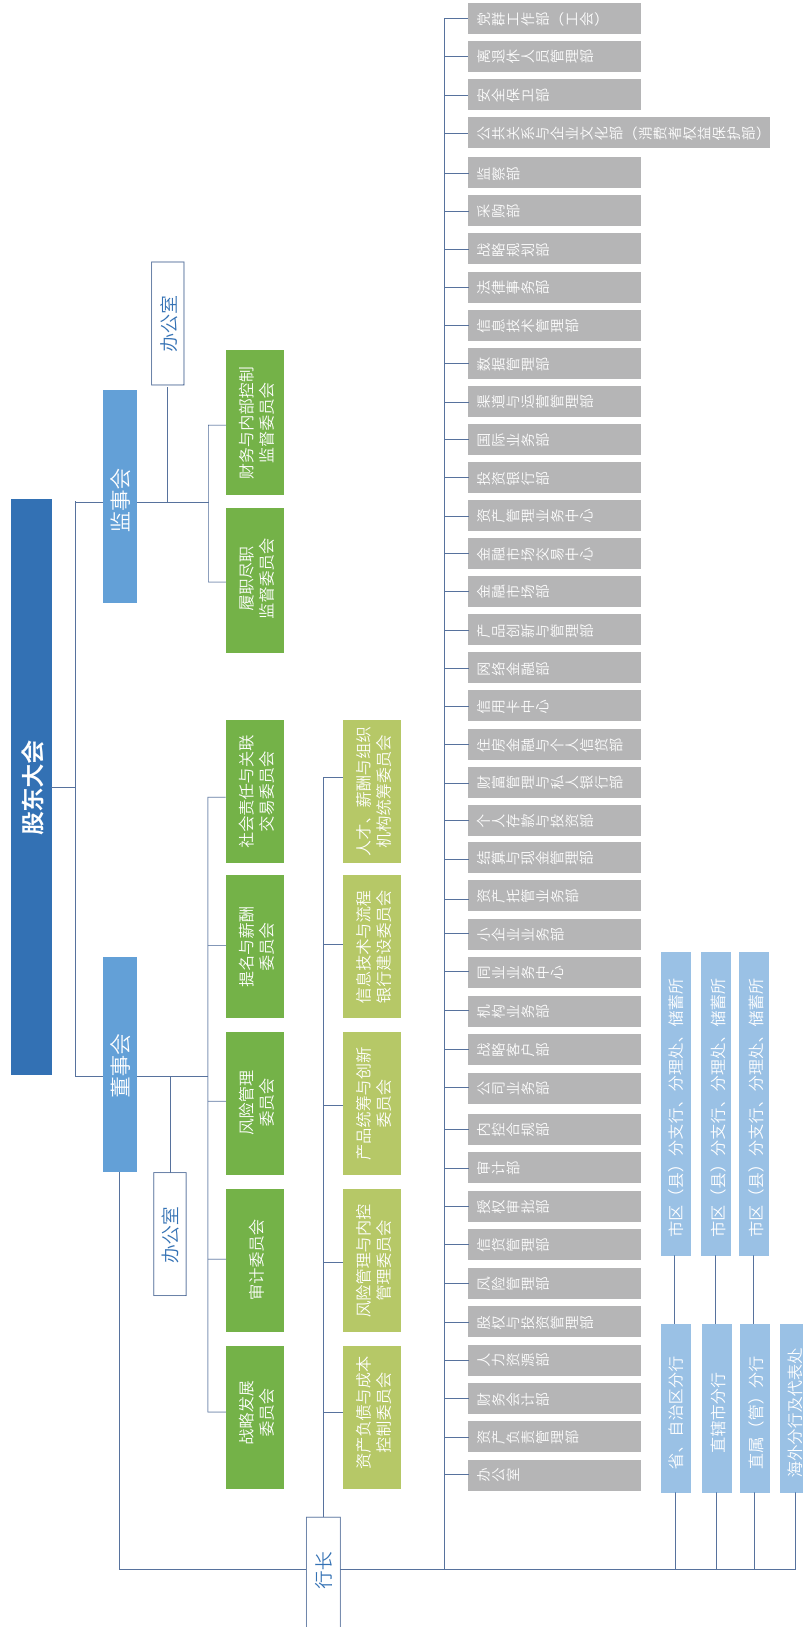 股东大会
董事会
监事会
办公室
办公室
战略发展
委员会
审计委员会
风险管理
委员会
提名与薪酬
委员会
社会责任与关联
交易委员会
履职尽职
监督委员会
财务与内部控制
监督委员会
行长
资产负债与成本
控制委员会
风险管理与内控
管理委员会
产品统筹与创新
委员会
信息技术与流程
银行建设委员会
人才、薪酬与组织
机构统筹委员会
办公室
资产负责管理部
财务会计部
人力资源部
股权与投资管理部
风险管理部
信贷管理部
授权审批部
审计部
内控合规部
公司业务部
战略客户部
机构业务部
同业业务中心
小企业业务部
资产托管业务部
结算与现金管理部
个人存款与投资部
财富管理与私人银行部
住房金融与个人信贷部
信用卡中心
网络金融部
产品创新与管理部
金融市场部
金融市场交易中心
资产管理业务中心
投资银行部
国际业务部
渠道与运营管理部
数据管理部
信息技术管理部
法律事务部
战略规划部
采购部
监察部
公共关系与企业文化部（消费者权益保护部）
安全保卫部
离退休人员管理部
党群工作部（工会）
省、自治区分行
市区（县）分支行、分理处、储蓄所
直辖市分行
市区（县）分支行、分理处、储蓄所
直属（管）分行
市区（县）分支行、分理处、储蓄所
海外分行及代表处